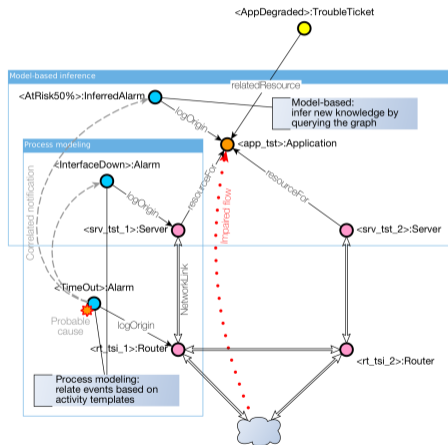 <AppDegraded>:TroubleTicket
Model-based inference
relatedResource
<AtRisk50%>:InferredAlarm
Model-based:
infer new knowledge by
querying the graph
logOrigin
<app_tst>:Application
Process modeling
<InterfaceDown>:Alarm
logOrigin
resourceFor
resourceFor
Correlated notification
Impaired flow
<srv_tst_1>:Server
<srv_tst_2>:Server
NetworkLink
<TimeOut>:Alarm
Probable
cause
logOrigin
<rt_tsi_1>:Router
<rt_tsi_2>:Router
Process modeling:
relate events based on
activity templates